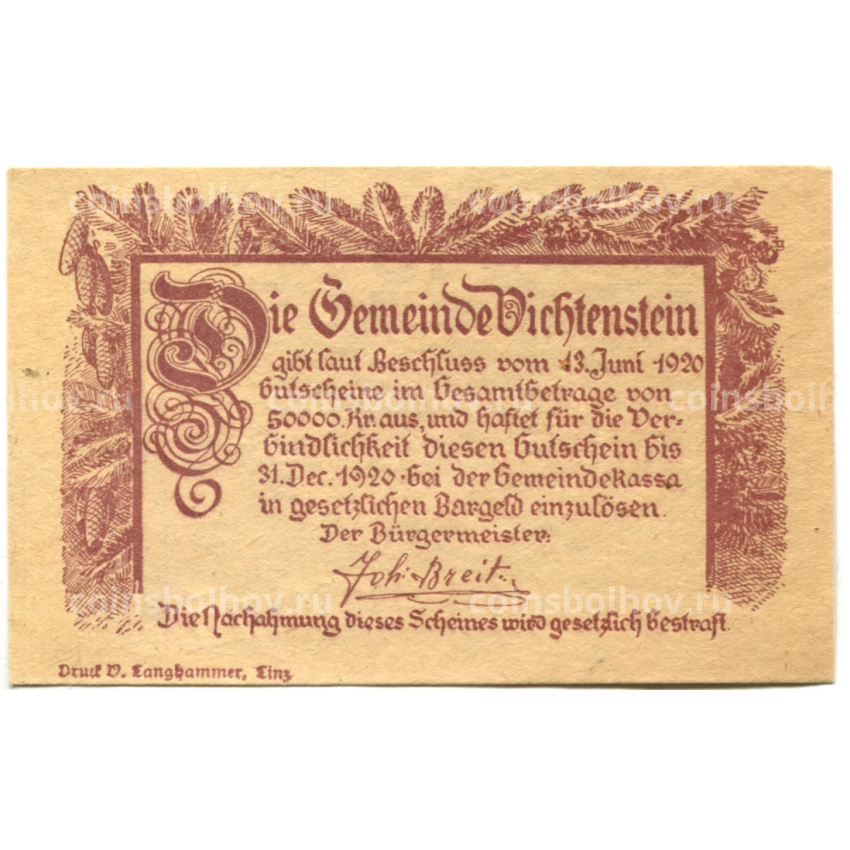 Die Gemeinde Vichtenstein
gibt laut Beschluss vom 13. Juni 1920
Gutscheine im Gesamtbetrage von
50000 Kr. aus, und haftet für die Ver-
bindlichkeit diesen Gutschein bis
31. Dec. 1920 bei der Gemeindekassa
in gesetzlichen Bargeld einzulösen.
Der Bürgermeister:
Joh. Breit
Die Nachahmung dieses Scheines wird gesetzlich bestraft.
Druck V. Langhammer, Linz
coinsbolhov.ru